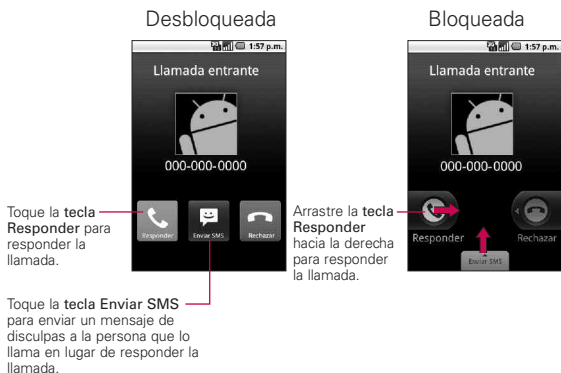 Desbloqueada
1:57 p.m.
Llamada entrante
000-000-0000
Responder
Enviar SMS
Rechazar
Toque la tecla
Responder para
responder la
llamada.
Toque la tecla Enviar SMS
para enviar un mensaje de
disculpas a la persona que lo
llama en lugar de responder la
llamada.
Bloqueada
1:57 p.m.
Llamada entrante
000-000-0000
Responder
Rechazar
Enviar SMS
Arrastre la tecla
Responder
hacia la derecha
para responder
la llamada.